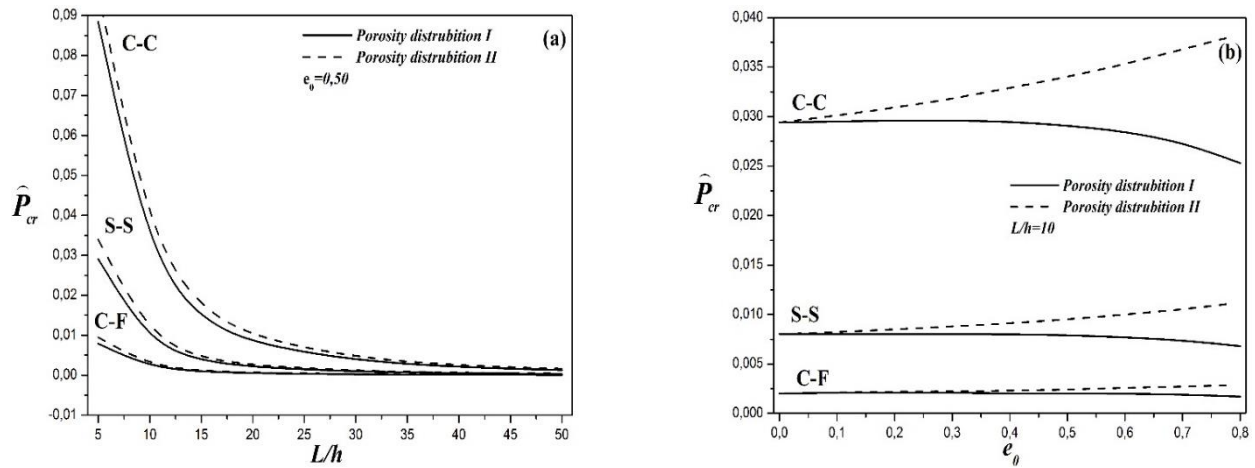 (a)
Porosity distrubition I
Porosity distrubition II
e₀=0,50
C-C
S-S
C-F
0,09
0,08
0,07
0,06
0,05
0,04
0,03
0,02
0,01
0,00
-0,01
P̂cr
5 10 15 20 25 30 35 40 45 50
L/h
(b)
C-C
Porosity distrubition I
Porosity distrubition II
L/h=10
S-S
C-F
0,040
0,035
0,030
0,025
0,020
0,015
0,010
0,005
0,000
P̂cr
0,0 0,1 0,2 0,3 0,4 0,5 0,6 0,7 0,8
e₀